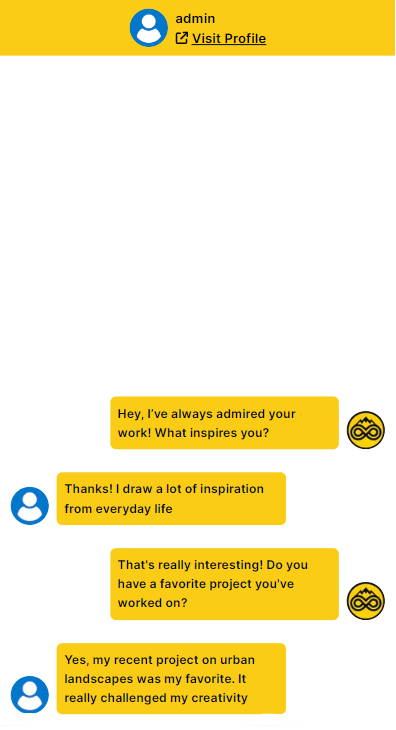 admin
Visit Profile
Hey, I've always admired your
work! What inspires you?
Thanks! I draw a lot of inspiration
from everyday life
That's really interesting! Do you
have a favorite project you've
worked on?
Yes, my recent project on urban
landscapes was my favorite. It
really challenged my creativity